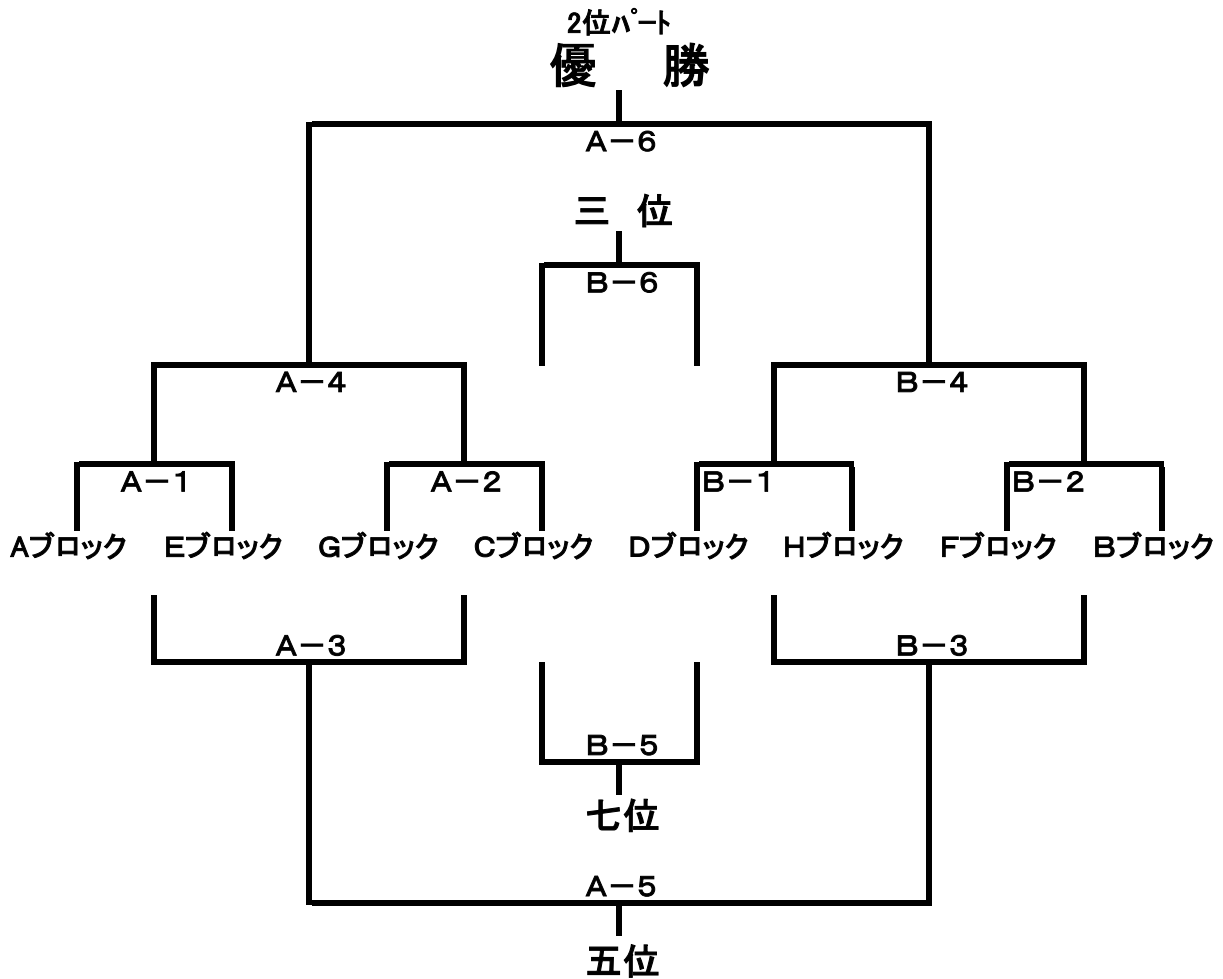 2位パート
優　勝
A－6
三　位
B－6
A－4
B－4
A－1
A－2
B－1
B－2
Aブロック
Eブロック
Gブロック
Cブロック
Dブロック
Hブロック
Fブロック
Bブロック
A－3
B－3
B－5
七位
A－5
五位